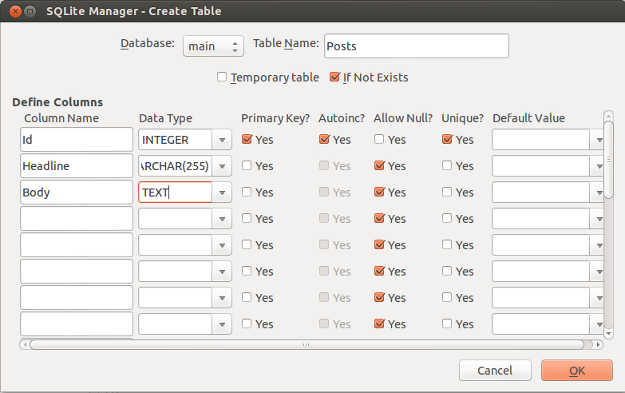 SQLite Manager - Create Table
Database: main Table Name: Posts
Temporary table If Not Exists
Define Columns
Column Name Data Type Primary Key? Autoinc? Allow Null? Unique? Default Value
Id INTEGER Yes Yes Yes Yes
Headline ARCHAR(255) Yes Yes Yes Yes
Body TEXT Yes Yes Yes Yes
Yes Yes Yes Yes
Yes Yes Yes Yes
Yes Yes Yes Yes
Yes Yes Yes Yes
Yes Yes Yes Yes
Cancel OK